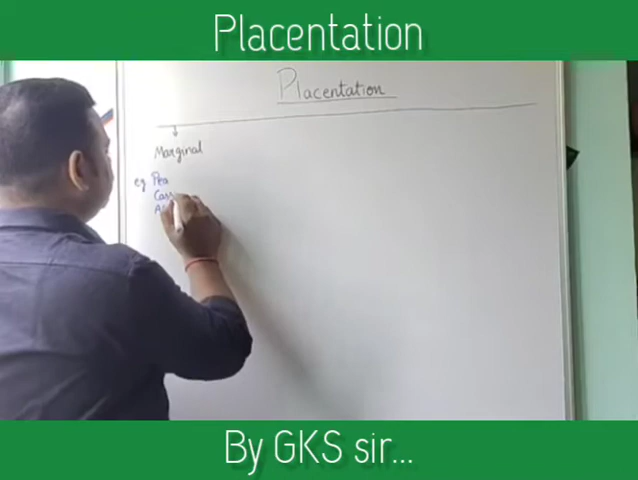 Placentation
Placentation
Marginal
eg Pea
By GKS sir...